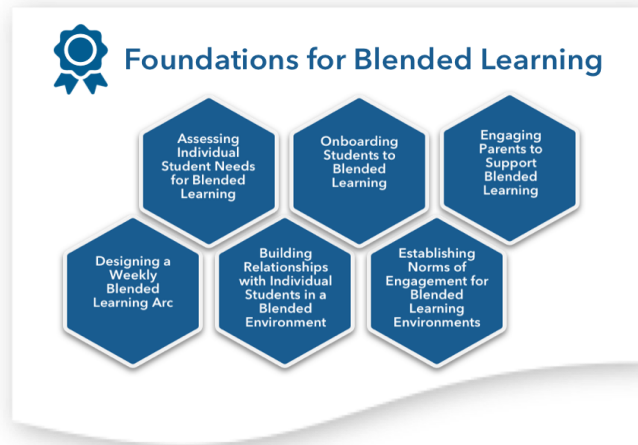 Foundations for Blended Learning
Assessing
Individual
Student Needs
for Blended
Learning
Onboarding
Students to
Blended
Learning
Engaging
Parents to
Support
Blended
Learning
Designing a
Weekly
Blended
Learning Arc
Building
Relationships
with Individual
Students in a
Blended
Environment
Establishing
Norms of
Engagement for
Blended
Learning
Environments